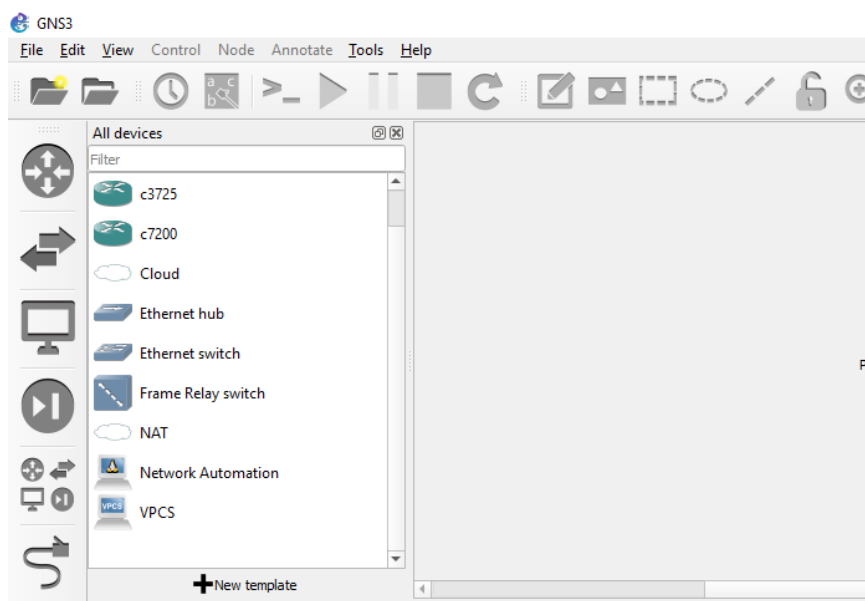 GNS3
File Edit View Control Node Annotate Tools Help
All devices
Filter
c3725
c7200
Cloud
Ethernet hub
Ethernet switch
Frame Relay switch
NAT
Network Automation
VPCS
VPCS
New template